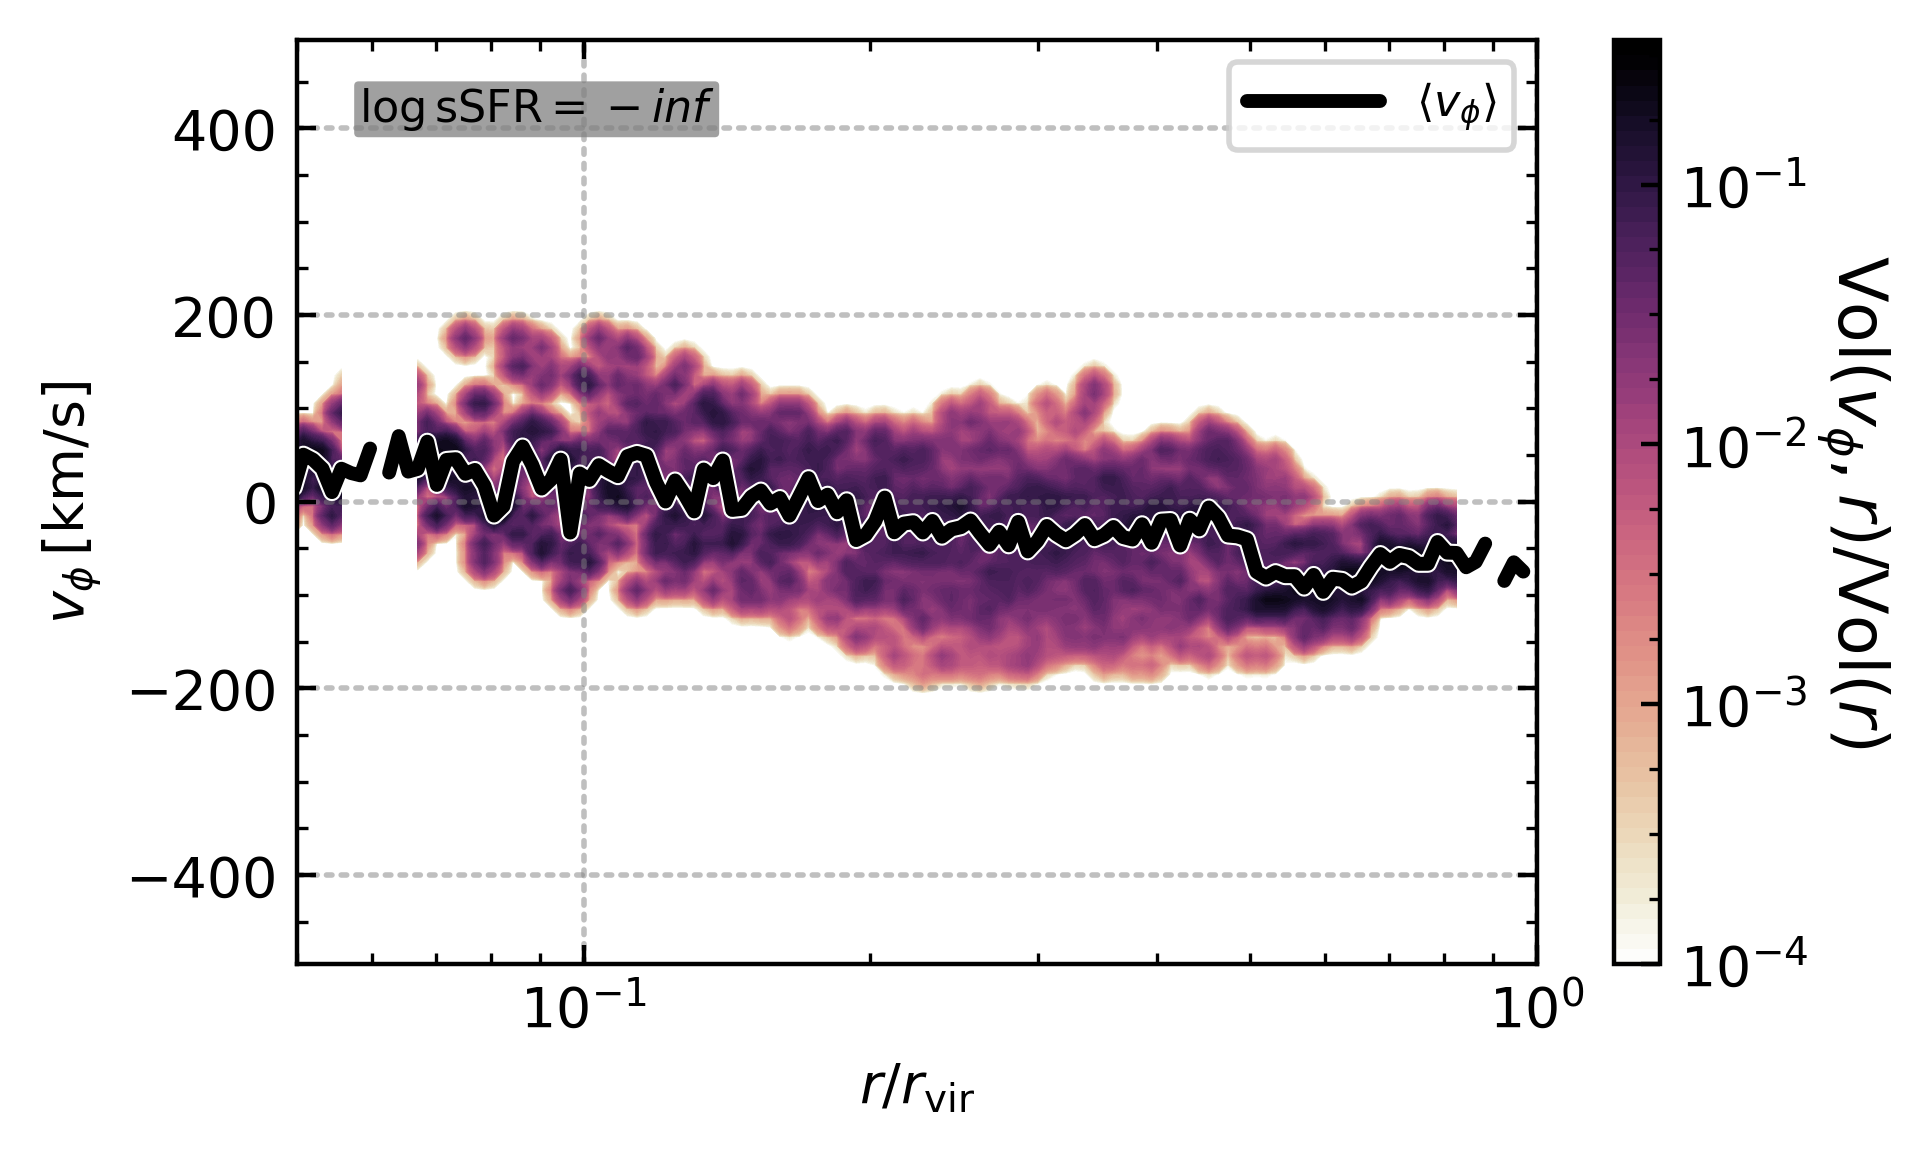 log sSFR = −inf
⟨v_ϕ⟩
400
200
0
−200
−400
v_ϕ [km/s]
10^−1
10^0
r/r_vir
10^−1
10^−2
10^−3
10^−4
Vol(v_ϕ, r)/Vol(r)